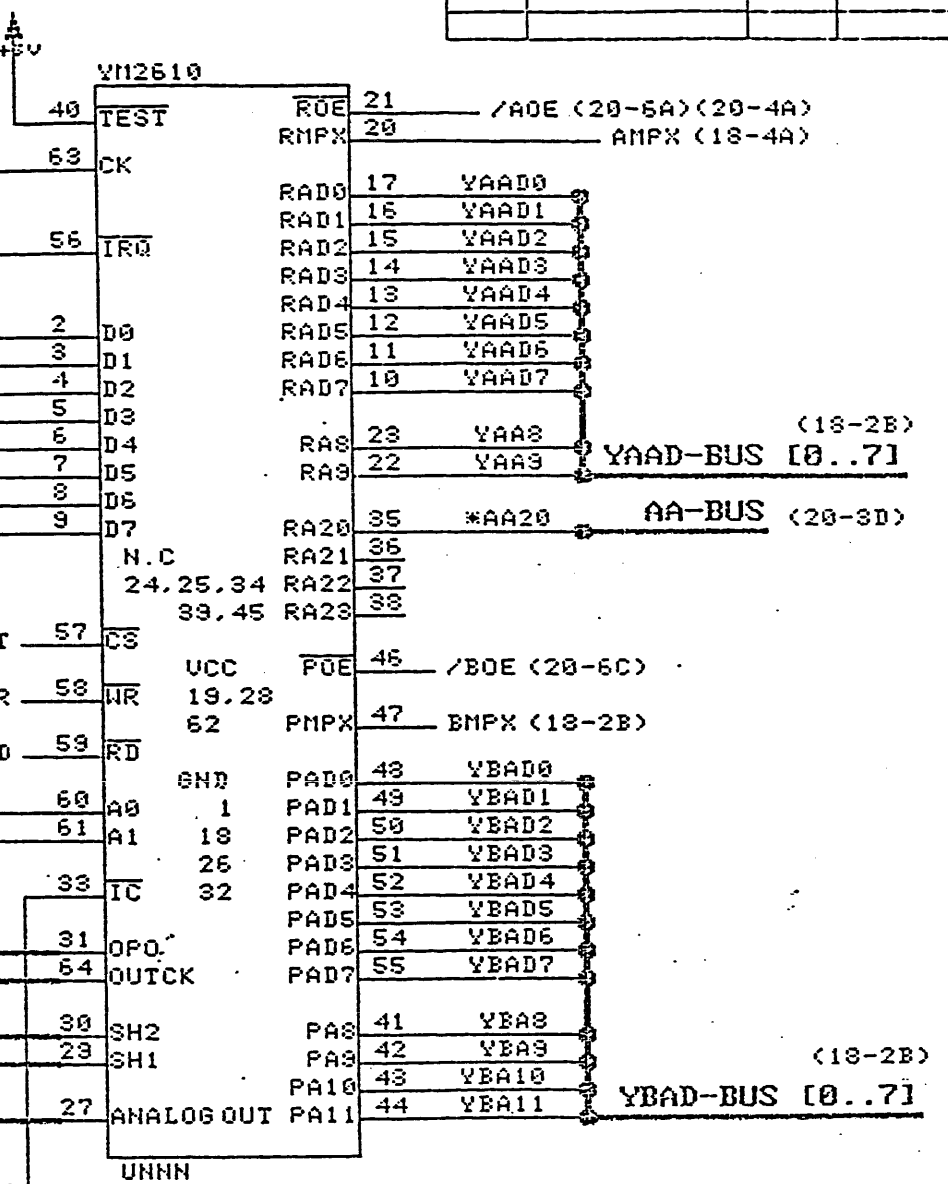 +5V
YM2610
40 TEST ROE 21 /AOE (20-6A)(20-4A)
RMPX 20 AMPX (18-4A)
63 CK
RAD0 17 YAAD0
RAD1 16 YAAD1
56 IRQ RAD2 15 YAAD2
RAD3 14 YAAD3
RAD4 13 YAAD4
2 D0 RAD5 12 YAAD5
3 D1 RAD6 11 YAAD6
4 D2 RAD7 10 YAAD7
5 D3
(18-2B)
6 D4 RA8 23 YAA8
7 D5 RA9 22 YAA9 YAAD-BUS [0..7]
8 D6
9 D7 RA20 35 *AA20 AA-BUS (20-3D)
N.C RA21 36
24,25,34 RA22 37
39,45 RA23 38
T 57 CS
VCC POE 46 /BOE (20-6C)
R 58 WR 19,28
62 PMPX 47 BMPX (18-2B)
D 59 RD
GND PAD0 48 YBAD0
60 A0 1 PAD1 49 YBAD1
61 A1 18 PAD2 50 YBAD2
26 PAD3 51 YBAD3
33 IC 32 PAD4 52 YBAD4
PAD5 53 YBAD5
31 OPO PAD6 54 YBAD6
64 OUTCK PAD7 55 YBAD7
30 SH2 PA8 41 YBA8
29 SH1 PA9 42 YBA9
(18-2B)
PA10 43 YBA10
27 ANALOG OUT PA11 44 YBA11 YBAD-BUS [0..7]
UNNN